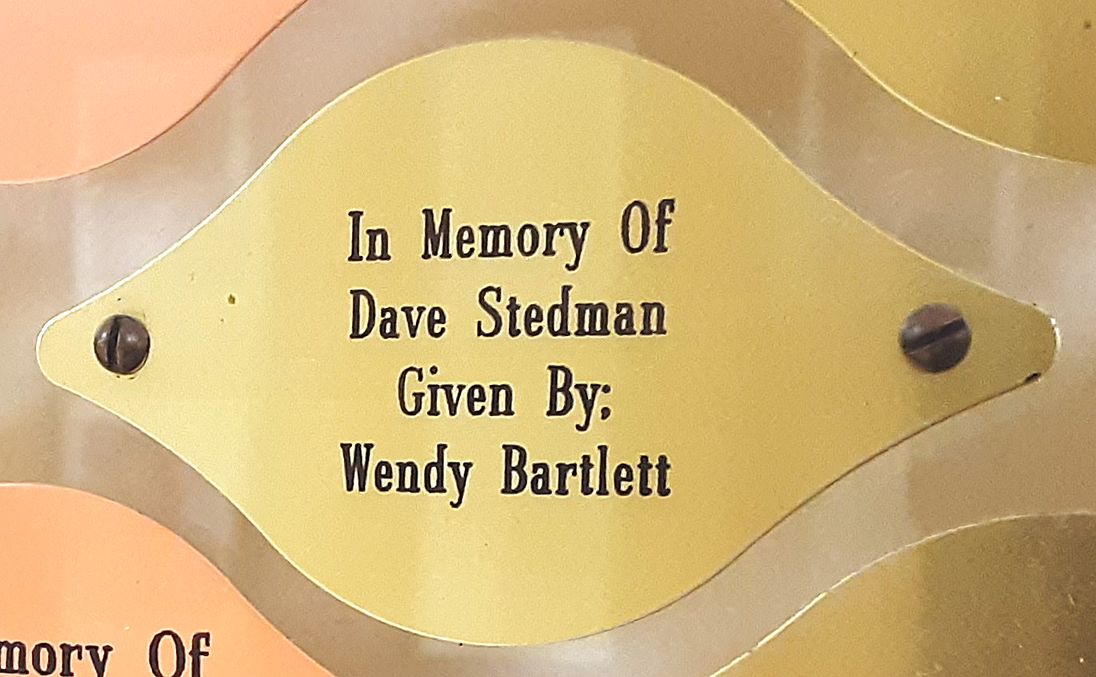 In Memory Of
Dave Stedman
Given By;
Wendy Bartlett
mory Of